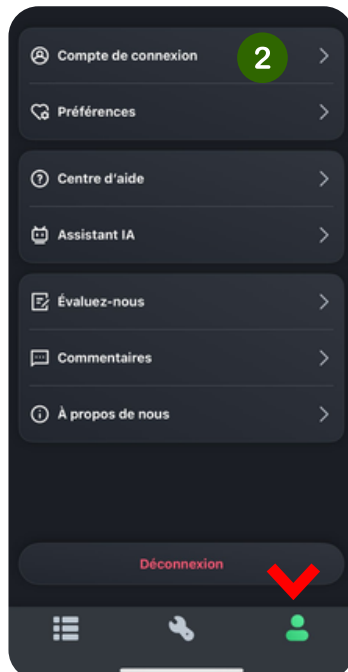 Compte de connexion
2
Préférences
Centre d'aide
Assistant IA
Évaluez-nous
Commentaires
À propos de nous
Déconnexion